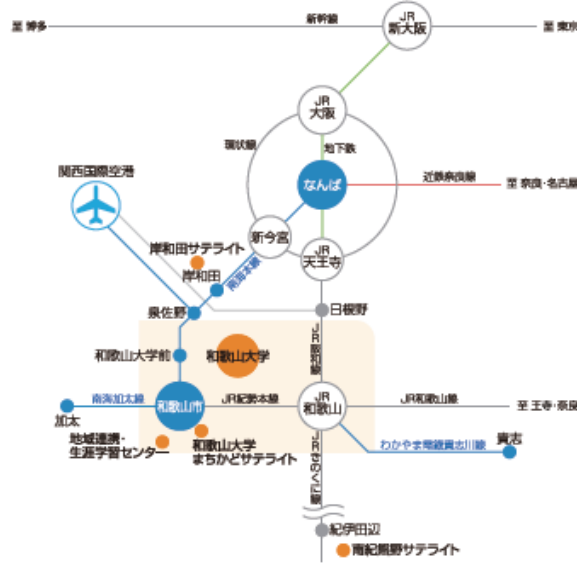 至 博多
新幹線
JR
新大阪
至 東京
JR
大阪
環状線
地下鉄
関西国際空港
なんば
近鉄奈良線
至 奈良・名古屋
岸和田サテライト
新今宮
JR
天王寺
岸和田
南海本線
泉佐野
日根野
JR阪和線
和歌山大学前
和歌山大学
南海加太線
和歌山市
JR紀勢本線
JR
和歌山
JR和歌山線
至 王寺・奈良
加太
地域連携・
生涯学習センター
和歌山大学
まちかどサテライト
わかやま電鉄貴志川線
貴志
JRきのくに線
紀伊田辺
南紀熊野サテライト